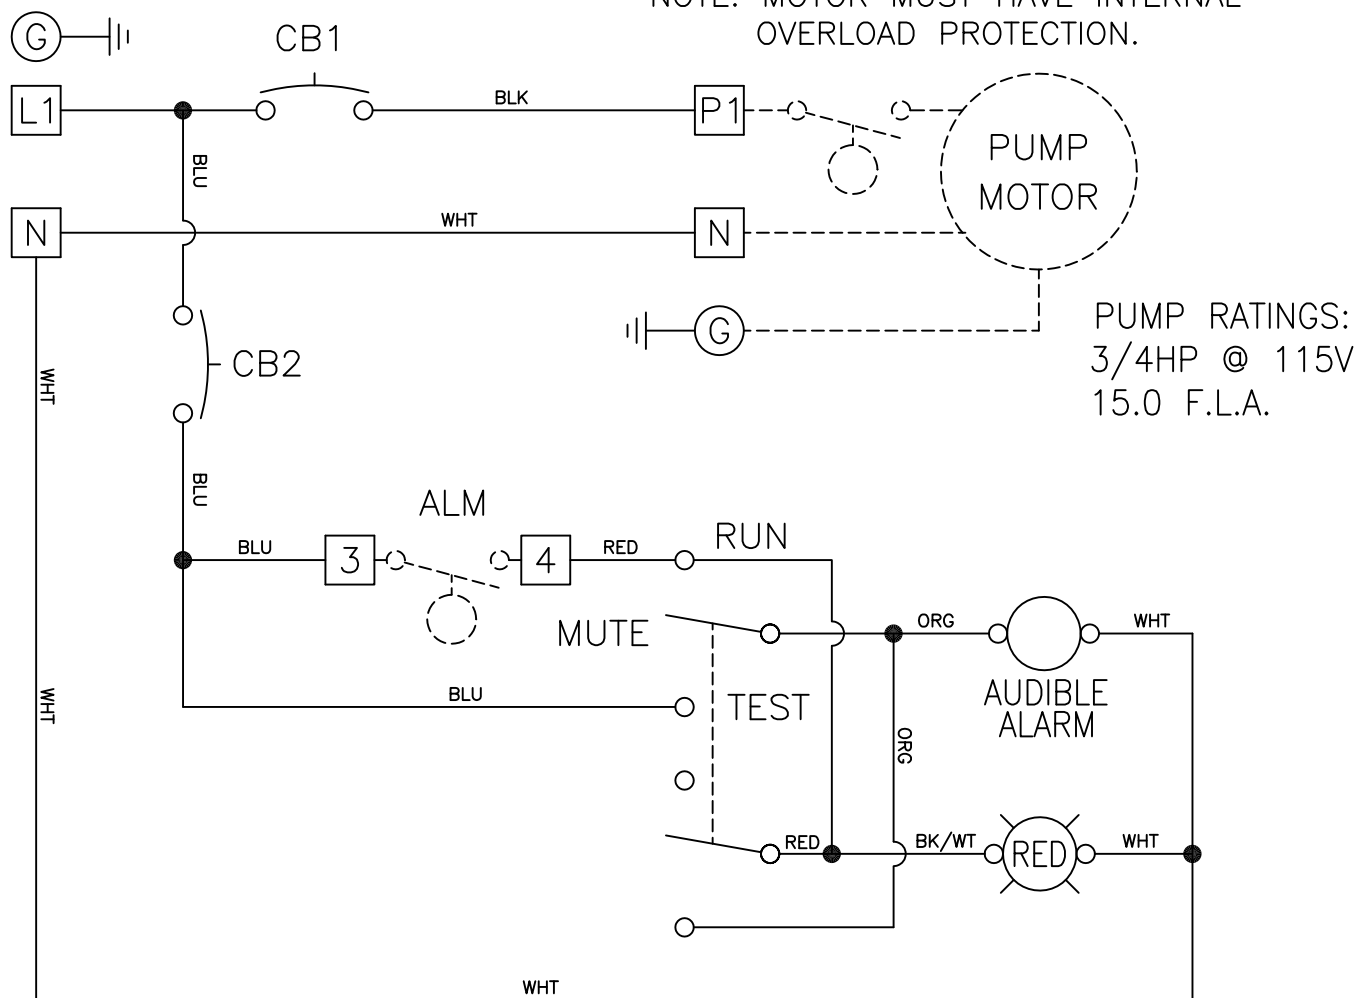 NOTE: MOTOR MUST HAVE INTERNAL
OVERLOAD PROTECTION.
G
CB1
L1
BLK
P1
PUMP
MOTOR
BLU
N
WHT
N
G
PUMP RATINGS:
3/4HP @ 115V
15.0 F.L.A.
CB2
WHT
BLU
ALM
BLU
3
4
RED
RUN
MUTE
ORG
WHT
AUDIBLE
ALARM
WHT
BLU
TEST
ORG
RED
BK/WT
RED
WHT
WHT